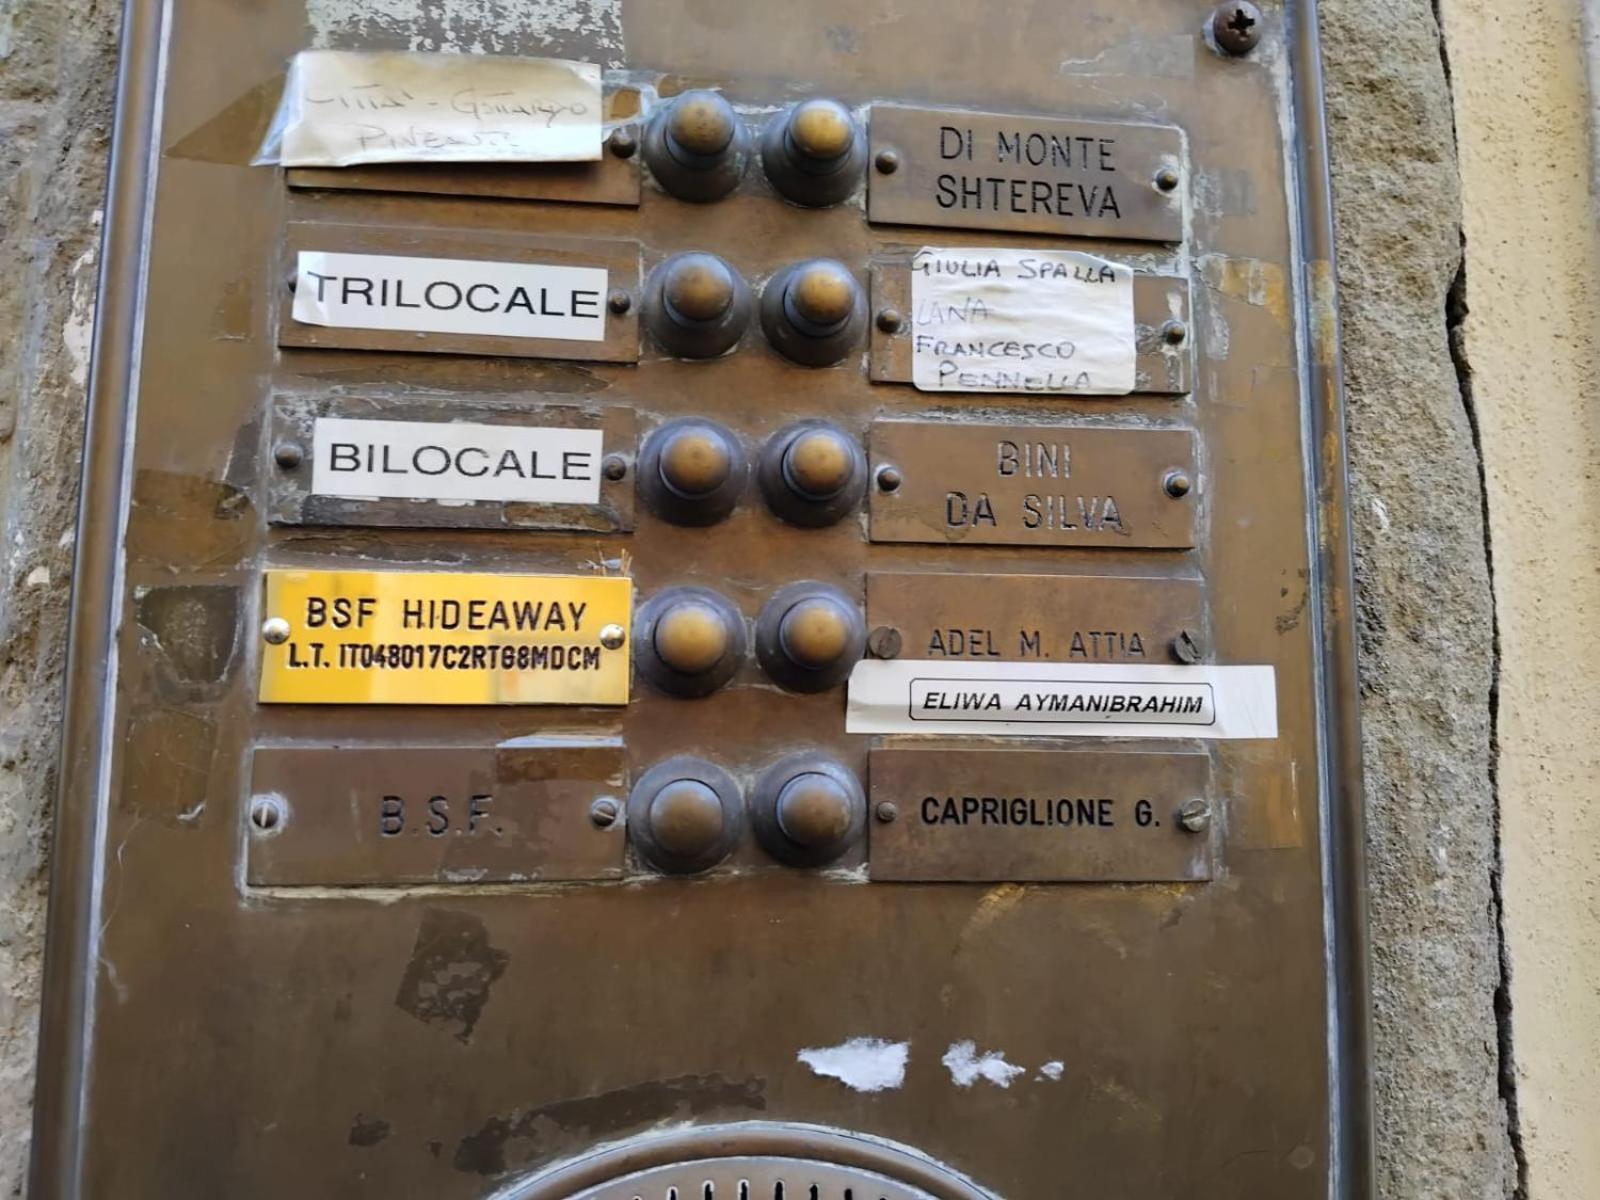 DI MONTE
SHTEREVA
TRILOCALE
GIULIA SPALLA
LANA
FRANCESCO
PENNELLA
BILOCALE
BINI
DA SILVA
BSF HIDEAWAY
L.T. IT048017C2RTG8MDCM
ADEL M. ATTIA
ELIWA AYMANIBRAHIM
B.S.F.
CAPRIGLIONE G.